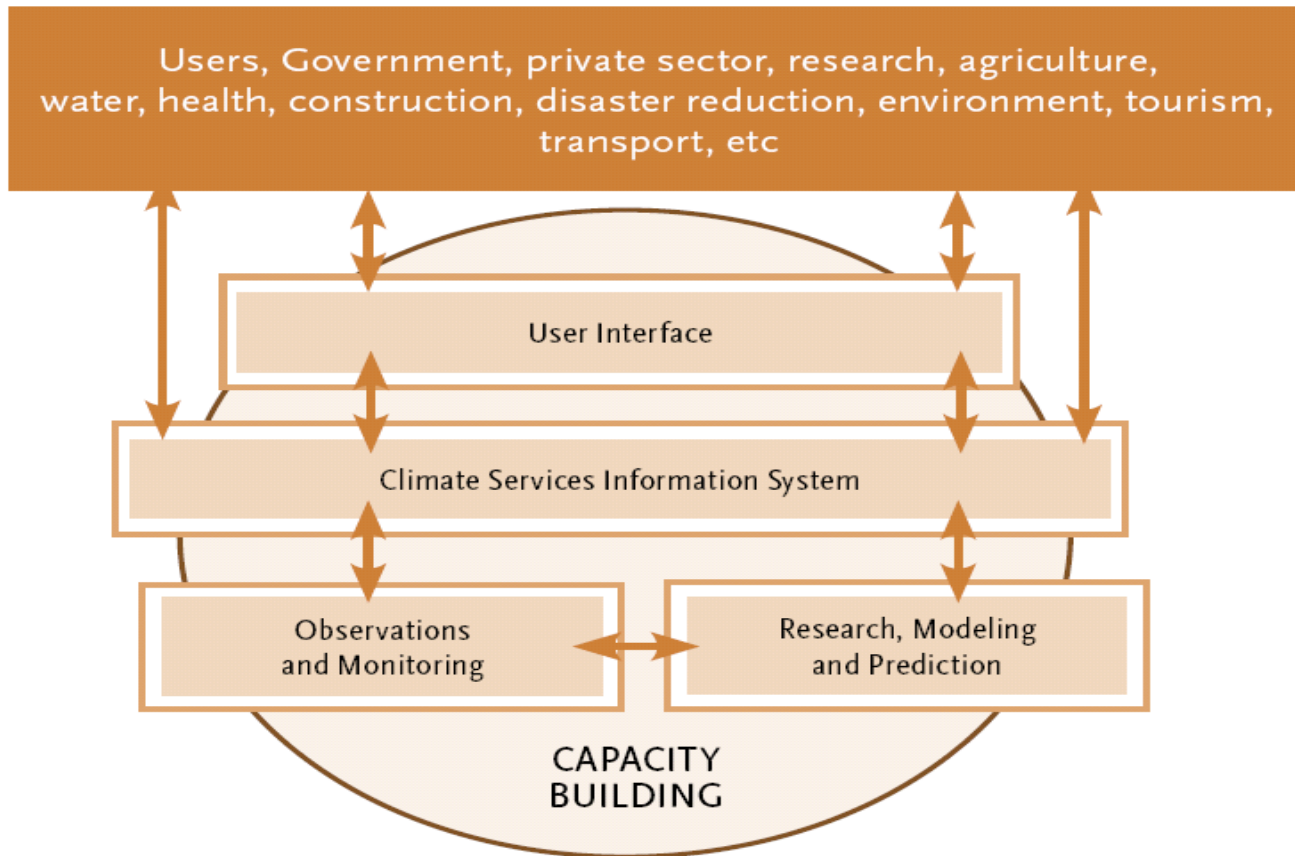 Users, Government, private sector, research, agriculture,
water, health, construction, disaster reduction, environment, tourism,
transport, etc
User Interface
Climate Services Information System
Observations
and Monitoring
Research, Modeling
and Prediction
CAPACITY
BUILDING